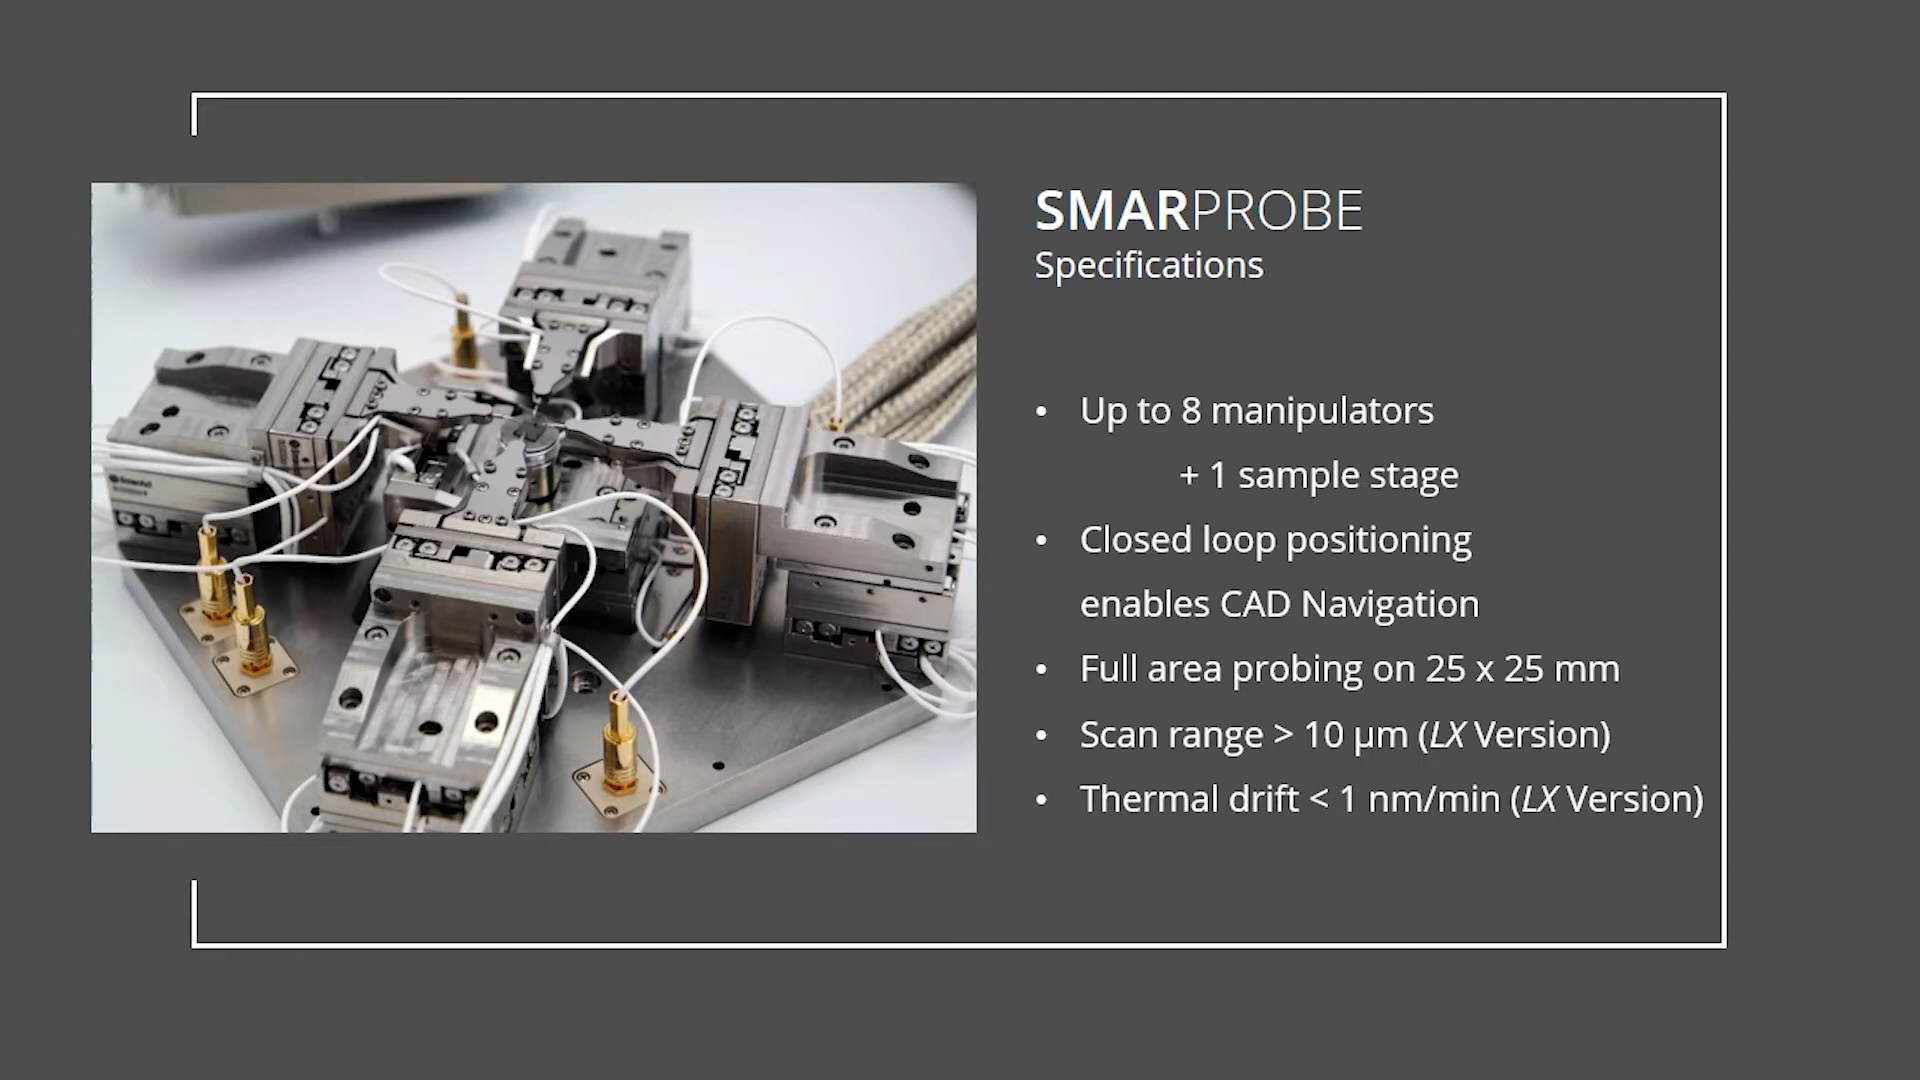 SMARPROBE
Specifications
• Up to 8 manipulators
+ 1 sample stage
• Closed loop positioning
enables CAD Navigation
• Full area probing on 25 x 25 mm
• Scan range > 10 µm (LX Version)
• Thermal drift < 1 nm/min (LX Version)